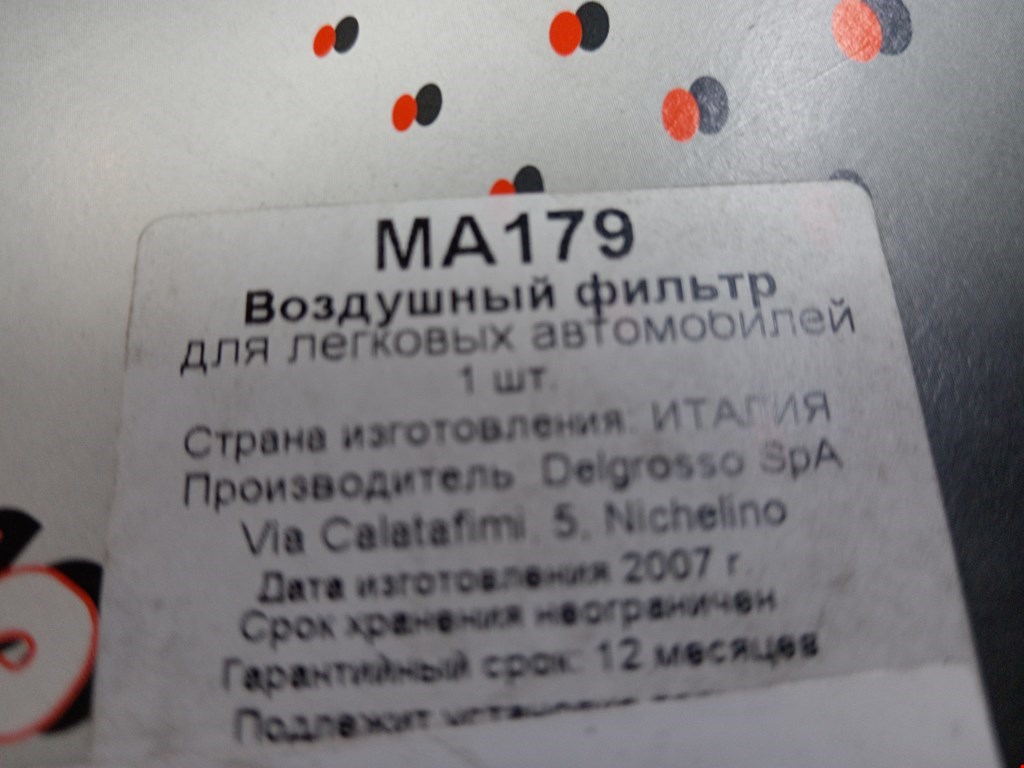 MA179
Воздушный фильтр
для легковых автомобилей
1 шт.
Страна изготовления: ИТАЛИЯ
Производитель Delgrosso SpA
Via Calatafimi, 5, Nichelino
Дата изготовления 2007 г.
Срок хранения неограничен
Гарантийный срок: 12 месяцев
Подлежит